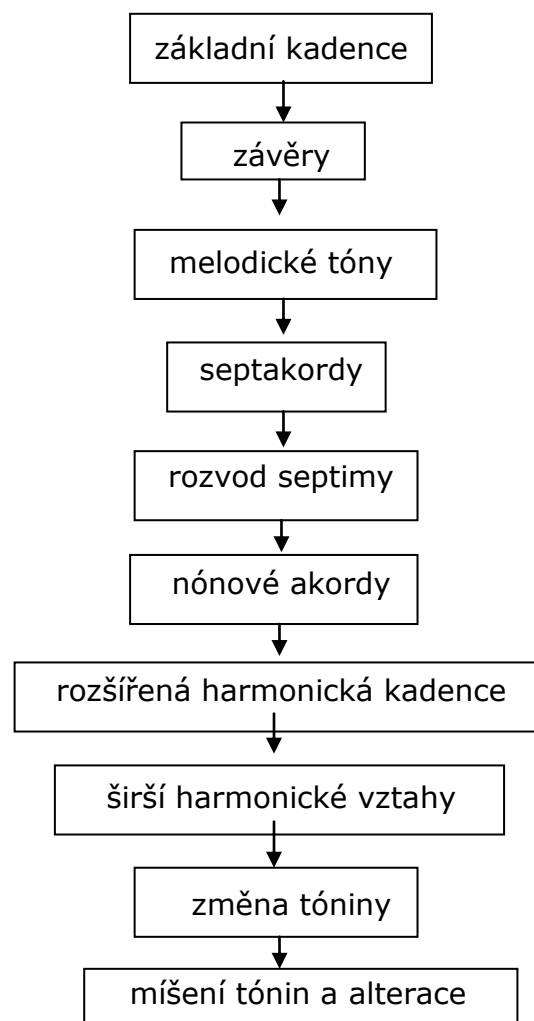 základní kadence
závěry
melodické tóny
septakordy
rozvod septimy
nónové akordy
rozšířená harmonická kadence
širší harmonické vztahy
změna tóniny
míšení tónin a alterace